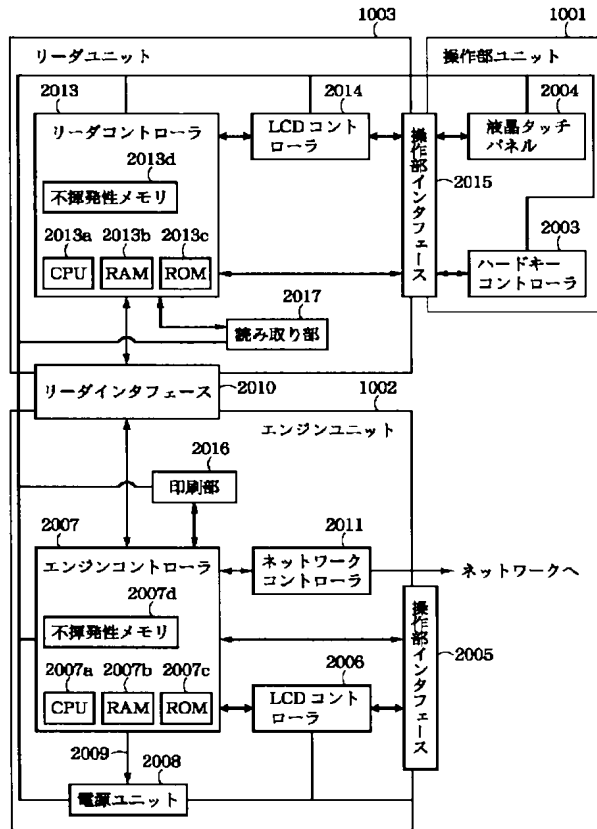 1003
1001
リーダユニット
操作部ユニット
2013
2014
2004
リーダコントローラ
LCDコント
ローラ
液晶タッチ
パネル
操作部インタフェース
2015
2013d
不揮発性メモリ
2013a
2013b
2013c
CPU
RAM
ROM
2003
ハードキー
コントローラ
2017
読み取り部
リーダインタフェース
2010
1002
エンジンユニット
2016
印刷部
2007
2011
エンジンコントローラ
ネットワーク
コントローラ
ネットワークへ
2007d
不揮発性メモリ
操作部インタフェース
2005
2007a
2007b
2007c
CPU
RAM
ROM
2006
LCDコント
ローラ
2009
2008
電源ユニット